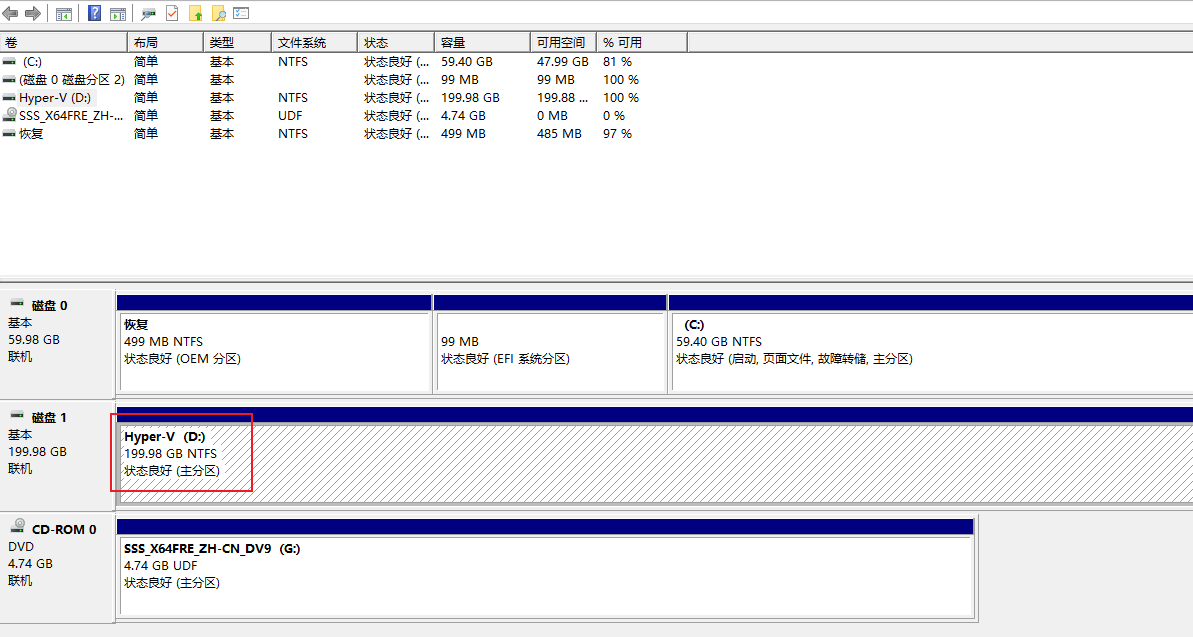 卷 布局 类型 文件系统 状态 容量 可用空间 % 可用
(C:) 简单 基本 NTFS 状态良好 (... 59.40 GB 47.99 GB 81 %
(磁盘 0 磁盘分区 2) 简单 基本 状态良好 (... 99 MB 99 MB 100 %
Hyper-V (D:) 简单 基本 NTFS 状态良好 (... 199.98 GB 199.88 ... 100 %
SSS_X64FRE_ZH-... 简单 基本 UDF 状态良好 (... 4.74 GB 0 MB 0 %
恢复 简单 基本 NTFS 状态良好 (... 499 MB 485 MB 97 %
磁盘 0
基本
59.98 GB
联机
恢复
499 MB NTFS
状态良好 (OEM 分区)
99 MB
状态良好 (EFI 系统分区)
(C:)
59.40 GB NTFS
状态良好 (启动, 页面文件, 故障转储, 主分区)
磁盘 1
基本
199.98 GB
联机
Hyper-V (D:)
199.98 GB NTFS
状态良好 (主分区)
CD-ROM 0
DVD
4.74 GB
联机
SSS_X64FRE_ZH-CN_DV9 (G:)
4.74 GB UDF
状态良好 (主分区)